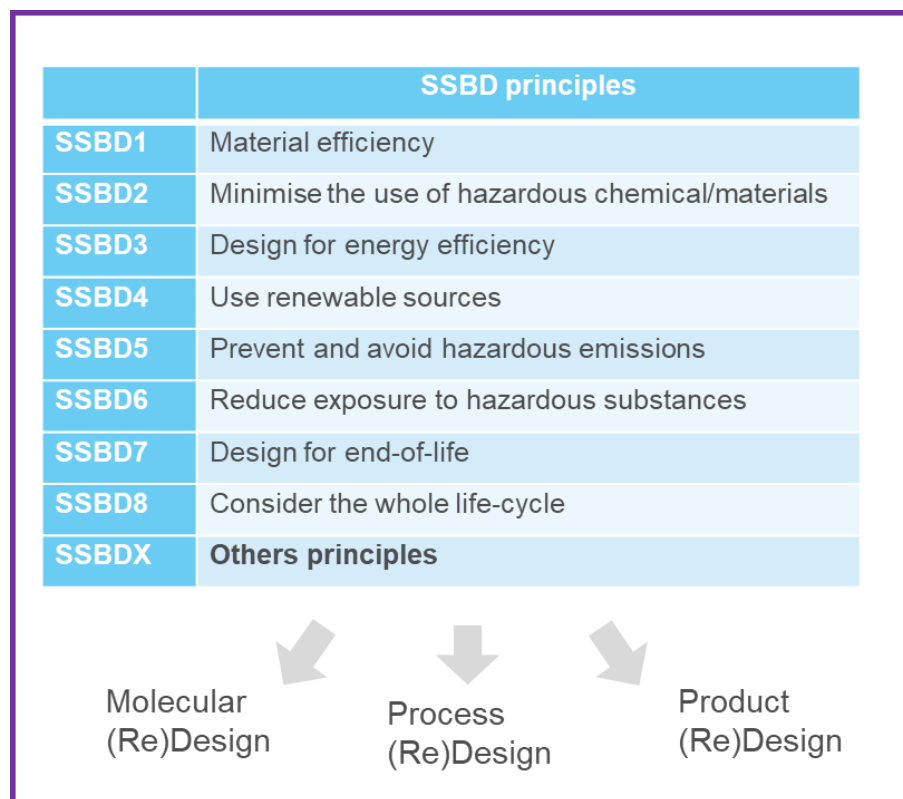 SSBD principles
SSBD1 Material efficiency
SSBD2 Minimise the use of hazardous chemical/materials
SSBD3 Design for energy efficiency
SSBD4 Use renewable sources
SSBD5 Prevent and avoid hazardous emissions
SSBD6 Reduce exposure to hazardous substances
SSBD7 Design for end-of-life
SSBD8 Consider the whole life-cycle
SSBDX Others principles
Molecular
(Re)Design
Process
(Re)Design
Product
(Re)Design